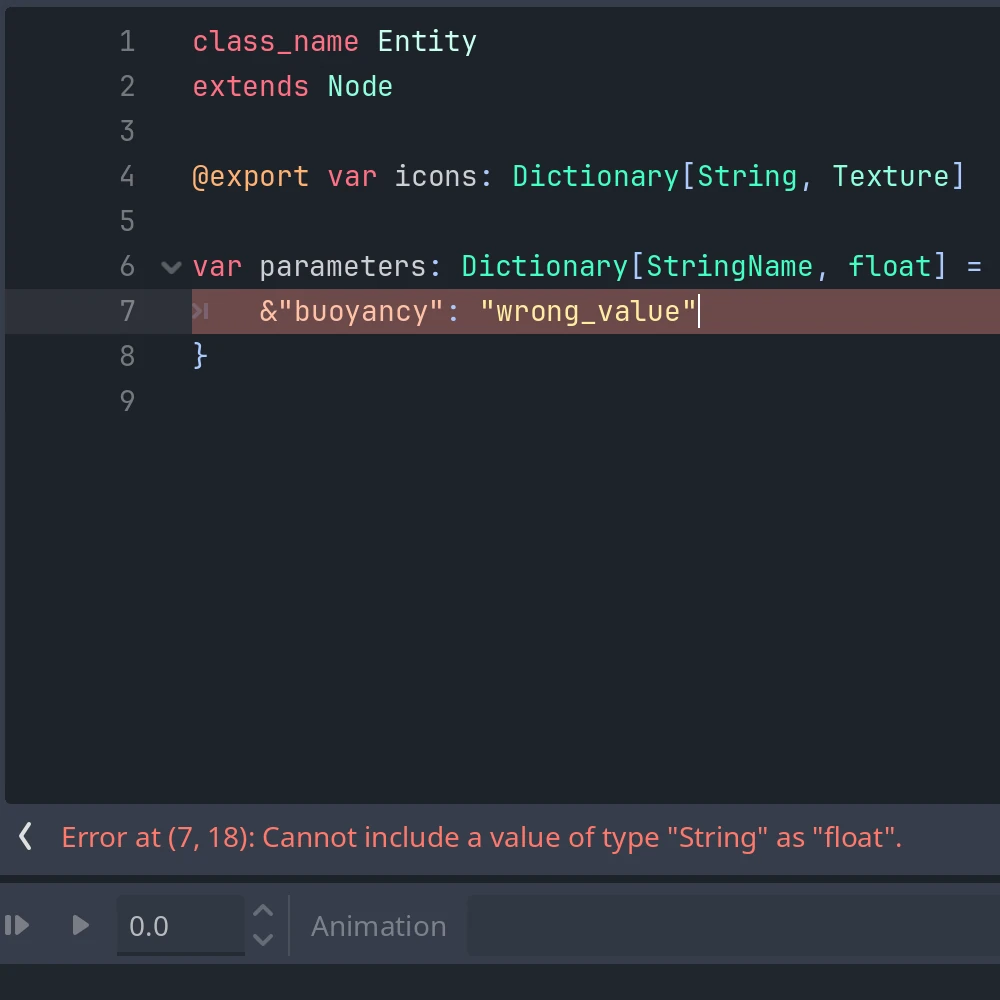 1 class_name Entity
2 extends Node
3
4 @export var icons: Dictionary[String, Texture]
5
6 var parameters: Dictionary[StringName, float] =
7 &"buoyancy": "wrong_value"
8 }
9
Error at (7, 18): Cannot include a value of type "String" as "float".
0.0 Animation